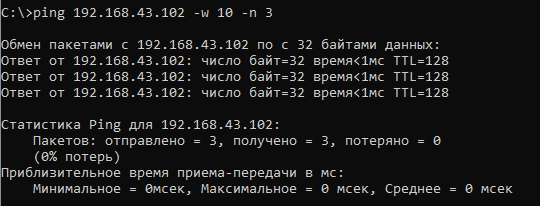 C:\>ping 192.168.43.102 -w 10 -n 3
Обмен пакетами с 192.168.43.102 по с 32 байтами данных:
Ответ от 192.168.43.102: число байт=32 время<1мс TTL=128
Ответ от 192.168.43.102: число байт=32 время<1мс TTL=128
Ответ от 192.168.43.102: число байт=32 время<1мс TTL=128
Статистика Ping для 192.168.43.102:
Пакетов: отправлено = 3, получено = 3, потеряно = 0
(0% потерь)
Приблизительное время приема-передачи в мс:
Минимальное = 0мсек, Максимальное = 0 мсек, Среднее = 0 мсек